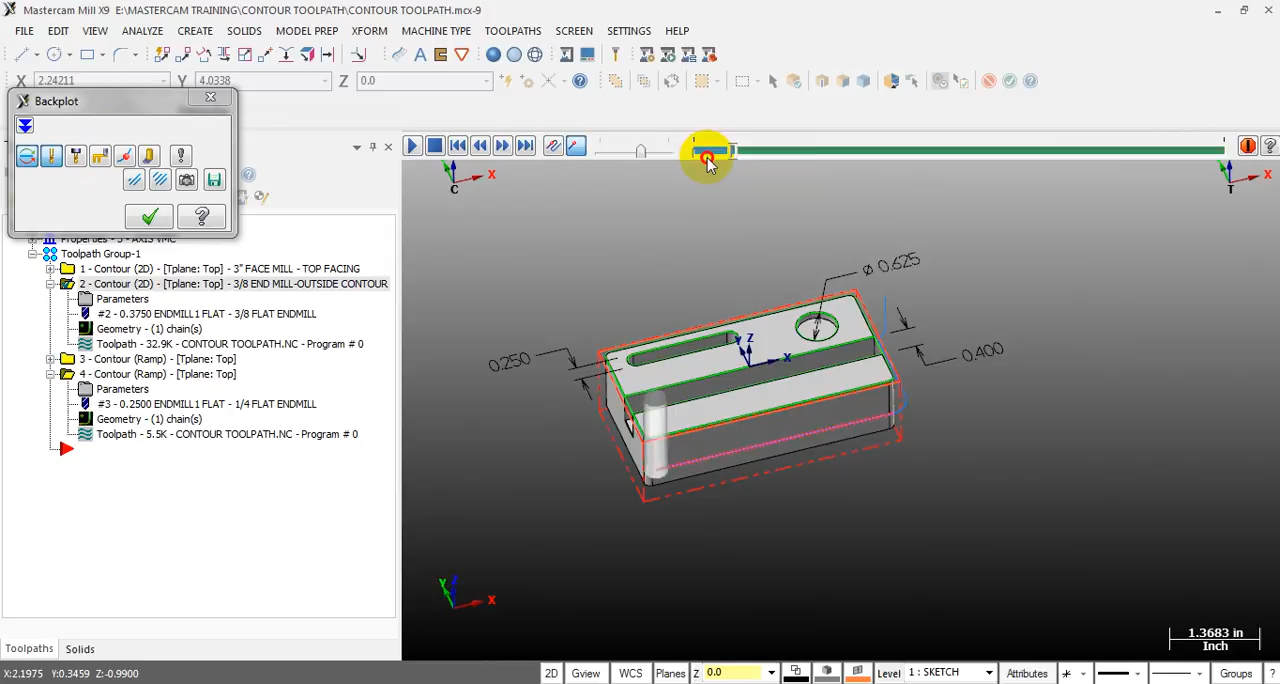 Mastercam Mill X9 E:\MASTERCAM TRAINING\CONTOUR TOOLPATH\CONTOUR TOOLPATH.mcx-9
FILE EDIT VIEW ANALYZE CREATE SOLIDS MODEL PREP XFORM MACHINE TYPE TOOLPATHS SCREEN SETTINGS HELP
X 2.24211 Y 4.0338 Z 0.0
Backplot
X C X T
Properties - 5 - AXIS VMC
Toolpath Group-1
1 - Contour (2D) - [Tplane: Top] - 3" FACE MILL - TOP FACING
2 - Contour (2D) - [Tplane: Top] - 3/8 END MILL-OUTSIDE CONTOUR
Parameters
#2 - 0.3750 ENDMILL1 FLAT - 3/8 FLAT ENDMILL
Geometry - (1) chain(s)
Toolpath - 32.9K - CONTOUR TOOLPATH.NC - Program # 0
3 - Contour (Ramp) - [Tplane: Top]
4 - Contour (Ramp) - [Tplane: Top]
Parameters
#3 - 0.2500 ENDMILL1 FLAT - 1/4 FLAT ENDMILL
Geometry - (1) chain(s)
Toolpath - 5.5K - CONTOUR TOOLPATH.NC - Program # 0
ø 0.625
0.250
0.400
Y Z X
Y Z X
1.3683 in
Inch
Toolpaths Solids
X:2.1975 Y:0.3459 Z:-0.9900
2D Gview WCS Planes Z 0.0 Level 1 : SKETCH Attributes Groups ?